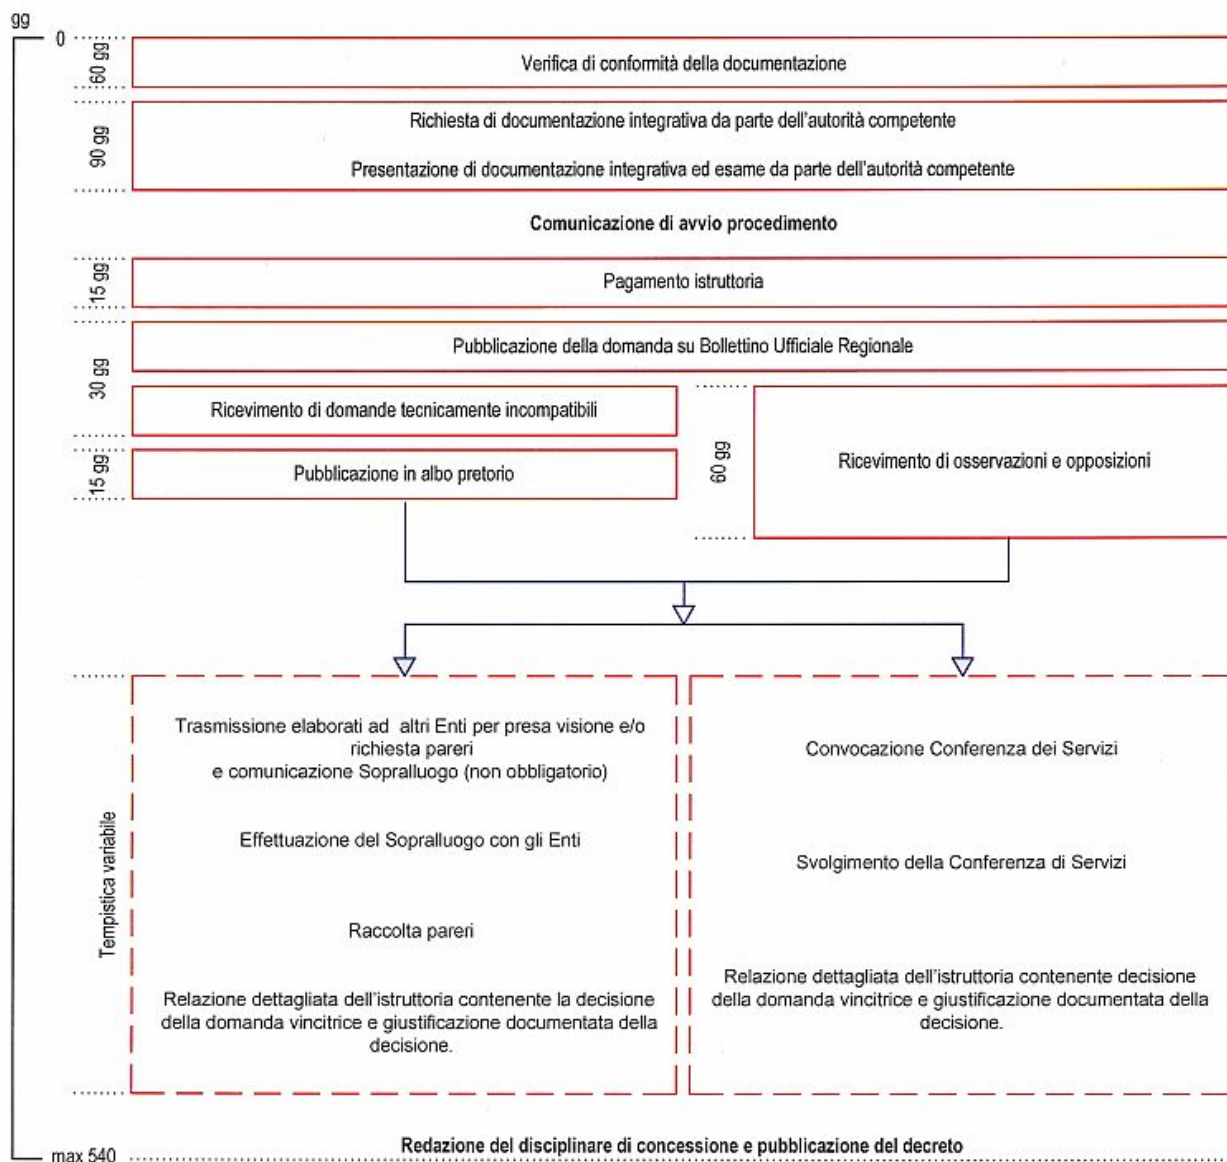 gg
0
60 gg
Verifica di conformità della documentazione
90 gg
Richiesta di documentazione integrativa da parte dell'autorità competente
Presentazione di documentazione integrativa ed esame da parte dell'autorità competente
Comunicazione di avvio procedimento
15 gg
Pagamento istruttoria
30 gg
Pubblicazione della domanda su Bollettino Ufficiale Regionale
Ricevimento di domande tecnicamente incompatibili
15 gg
Pubblicazione in albo pretorio
60 gg
Ricevimento di osservazioni e opposizioni
Tempistica variabile
Trasmissione elaborati ad altri Enti per presa visione e/o
richiesta pareri
e comunicazione Sopralluogo (non obbligatorio)
Effettuazione del Sopralluogo con gli Enti
Raccolta pareri
Relazione dettagliata dell'istruttoria contenente la decisione
della domanda vincitrice e giustificazione documentata della
decisione.
Convocazione Conferenza dei Servizi
Svolgimento della Conferenza di Servizi
Relazione dettagliata dell'istruttoria contenente decisione
della domanda vincitrice e giustificazione documentata della
decisione.
max 540
Redazione del disciplinare di concessione e pubblicazione del decreto